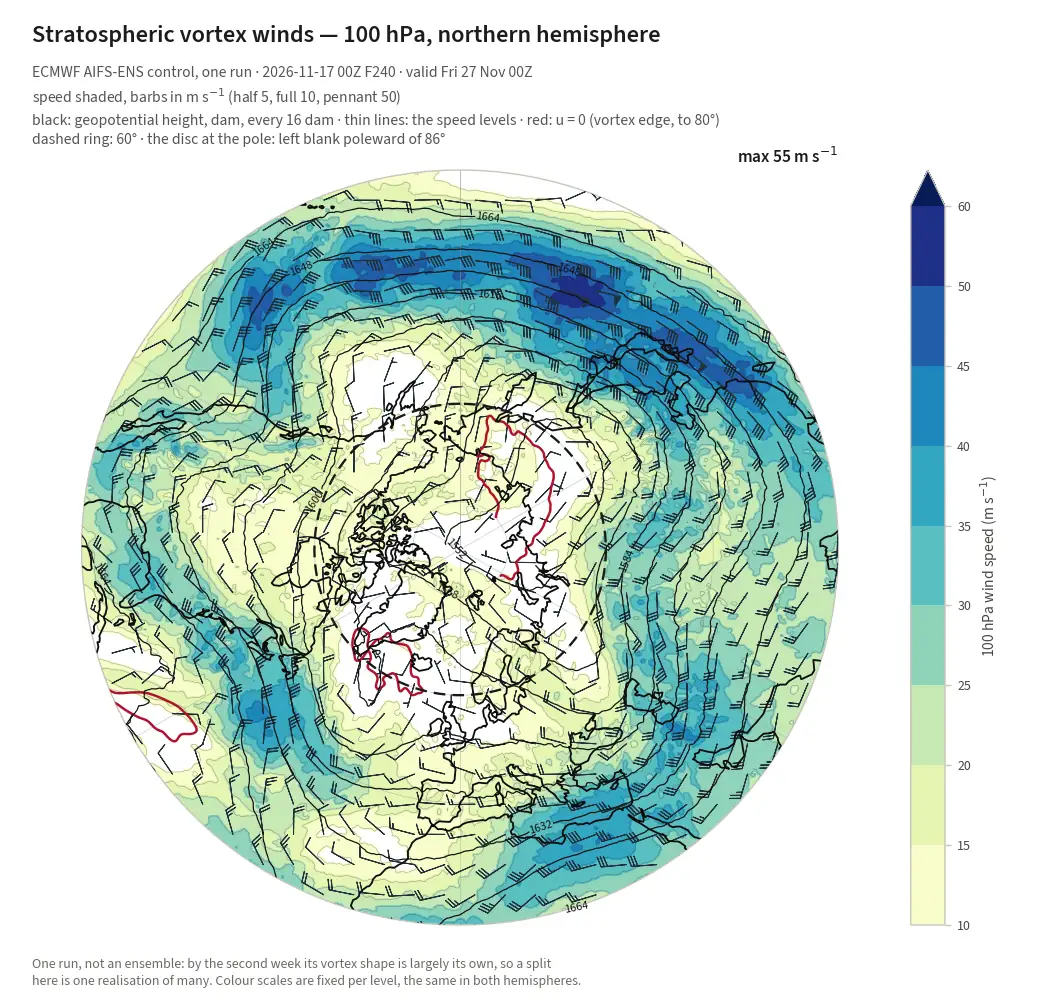 Stratospheric vortex winds — 100 hPa, northern hemisphere
ECMWF AIFS-ENS control, one run · 2026-11-17 00Z F240 · valid Fri 27 Nov 00Z
speed shaded, barbs in m s⁻¹ (half 5, full 10, pennant 50)
black: geopotential height, dam, every 16 dam · thin lines: the speed levels · red: u = 0 (vortex edge, to 80°)
dashed ring: 60° · the disc at the pole: left blank poleward of 86°
max 55 m s⁻¹
1664
1664
1648
1648
1600
1584
1632
1664
60
50
45
40
35
30
25
20
15
10
100 hPa wind speed (m s⁻¹)
One run, not an ensemble: by the second week its vortex shape is largely its own, so a split
here is one realisation of many. Colour scales are fixed per level, the same in both hemispheres.